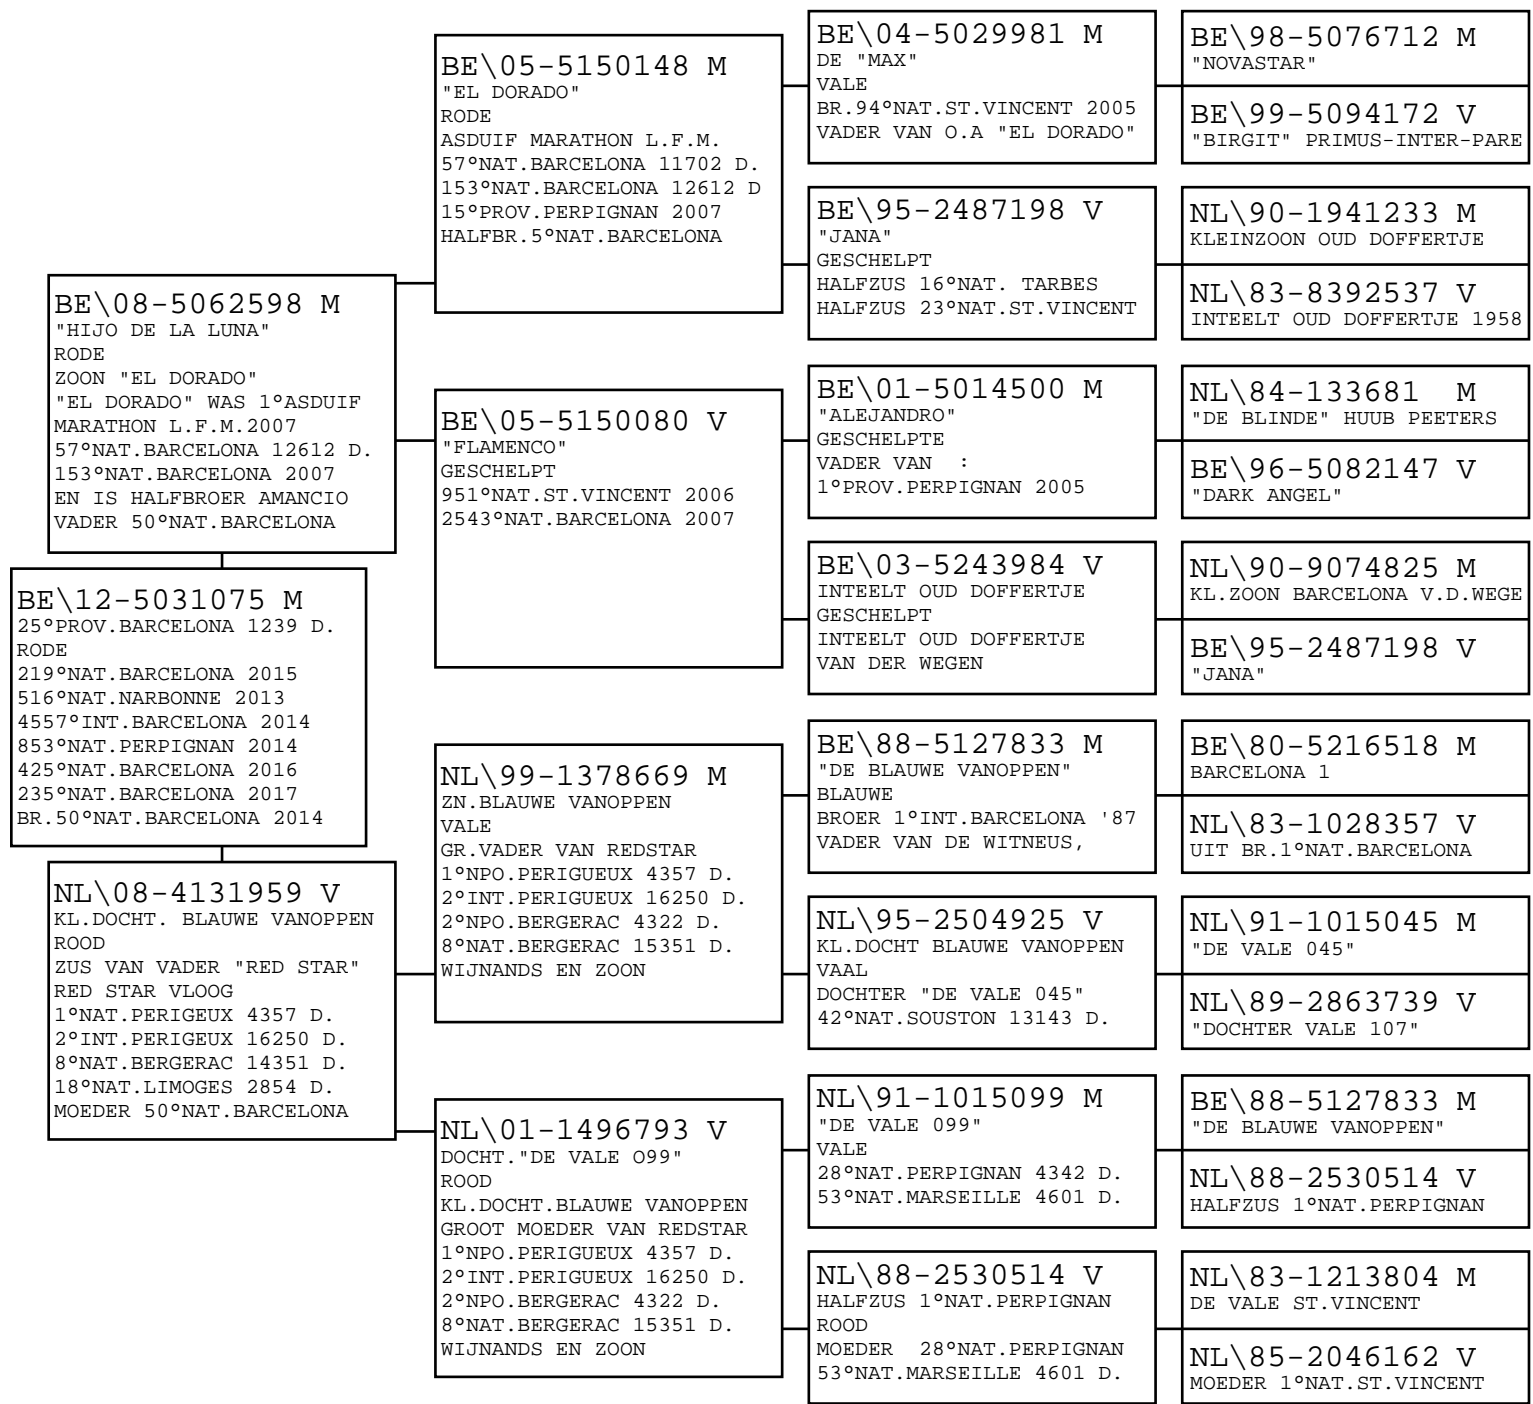 BE\12-5031075 M
25°PROV.BARCELONA 1239 D.
RODE
219°NAT.BARCELONA 2015
516°NAT.NARBONNE 2013
4557°INT.BARCELONA 2014
853°NAT.PERPIGNAN 2014
425°NAT.BARCELONA 2016
235°NAT.BARCELONA 2017
BR.50°NAT.BARCELONA 2014
BE\08-5062598 M
"HIJO DE LA LUNA"
RODE
ZOON "EL DORADO"
"EL DORADO" WAS 1°ASDUIF
MARATHON L.F.M.2007
57°NAT.BARCELONA 12612 D.
153°NAT.BARCELONA 2007
EN IS HALFBROER AMANCIO
VADER 50°NAT.BARCELONA
NL\08-4131959 V
KL.DOCHT. BLAUWE VANOPPEN
ROOD
ZUS VAN VADER "RED STAR"
RED STAR VLOOG
1°NAT.PERIGEUX 4357 D.
2°INT.PERIGEUX 16250 D.
8°NAT.BERGERAC 14351 D.
18°NAT.LIMOGES 2854 D.
MOEDER 50°NAT.BARCELONA
BE\05-5150148 M
"EL DORADO"
RODE
ASDUIF MARATHON L.F.M.
57°NAT.BARCELONA 11702 D.
153°NAT.BARCELONA 12612 D
15°PROV.PERPIGNAN 2007
HALFBR.5°NAT.BARCELONA
BE\05-5150080 V
"FLAMENCO"
GESCHELPT
951°NAT.ST.VINCENT 2006
2543°NAT.BARCELONA 2007
NL\99-1378669 M
ZN.BLAUWE VANOPPEN
VALE
GR.VADER VAN REDSTAR
1°NPO.PERIGUEUX 4357 D.
2°INT.PERIGUEUX 16250 D.
2°NPO.BERGERAC 4322 D.
8°NAT.BERGERAC 15351 D.
WIJNANDS EN ZOON
NL\01-1496793 V
DOCHT."DE VALE O99"
ROOD
KL.DOCHT.BLAUWE VANOPPEN
GROOT MOEDER VAN REDSTAR
1°NPO.PERIGUEUX 4357 D.
2°INT.PERIGUEUX 16250 D.
2°NPO.BERGERAC 4322 D.
8°NAT.BERGERAC 15351 D.
WIJNANDS EN ZOON
BE\04-5029981 M
DE "MAX"
VALE
BR.94°NAT.ST.VINCENT 2005
VADER VAN O.A "EL DORADO"
BE\95-2487198 V
"JANA"
GESCHELPT
HALFZUS 16°NAT. TARBES
HALFZUS 23°NAT.ST.VINCENT
BE\01-5014500 M
"ALEJANDRO"
GESCHELPTE
VADER VAN  :
1°PROV.PERPIGNAN 2005
BE\03-5243984 V
INTEELT OUD DOFFERTJE
GESCHELPT
INTEELT OUD DOFFERTJE
VAN DER WEGEN
BE\88-5127833 M
"DE BLAUWE VANOPPEN"
BLAUWE
BROER 1°INT.BARCELONA '87
VADER VAN DE WITNEUS,
NL\95-2504925 V
KL.DOCHT BLAUWE VANOPPEN
VAAL
DOCHTER "DE VALE 045"
42°NAT.SOUSTON 13143 D.
NL\91-1015099 M
"DE VALE 099"
VALE
28°NAT.PERPIGNAN 4342 D.
53°NAT.MARSEILLE 4601 D.
NL\88-2530514 V
HALFZUS 1°NAT.PERPIGNAN
ROOD
MOEDER  28°NAT.PERPIGNAN
53°NAT.MARSEILLE 4601 D.
BE\98-5076712 M
"NOVASTAR"
BE\99-5094172 V
"BIRGIT" PRIMUS-INTER-PARE
NL\90-1941233 M
KLEINZOON OUD DOFFERTJE
NL\83-8392537 V
INTEELT OUD DOFFERTJE 1958
NL\84-133681  M
"DE BLINDE" HUUB PEETERS
BE\96-5082147 V
"DARK ANGEL"
NL\90-9074825 M
KL.ZOON BARCELONA V.D.WEGE
BE\95-2487198 V
"JANA"
BE\80-5216518 M
BARCELONA 1
NL\83-1028357 V
UIT BR.1°NAT.BARCELONA
NL\91-1015045 M
"DE VALE 045"
NL\89-2863739 V
"DOCHTER VALE 107"
BE\88-5127833 M
"DE BLAUWE VANOPPEN"
NL\88-2530514 V
HALFZUS 1°NAT.PERPIGNAN
NL\83-1213804 M
DE VALE ST.VINCENT
NL\85-2046162 V
MOEDER 1°NAT.ST.VINCENT